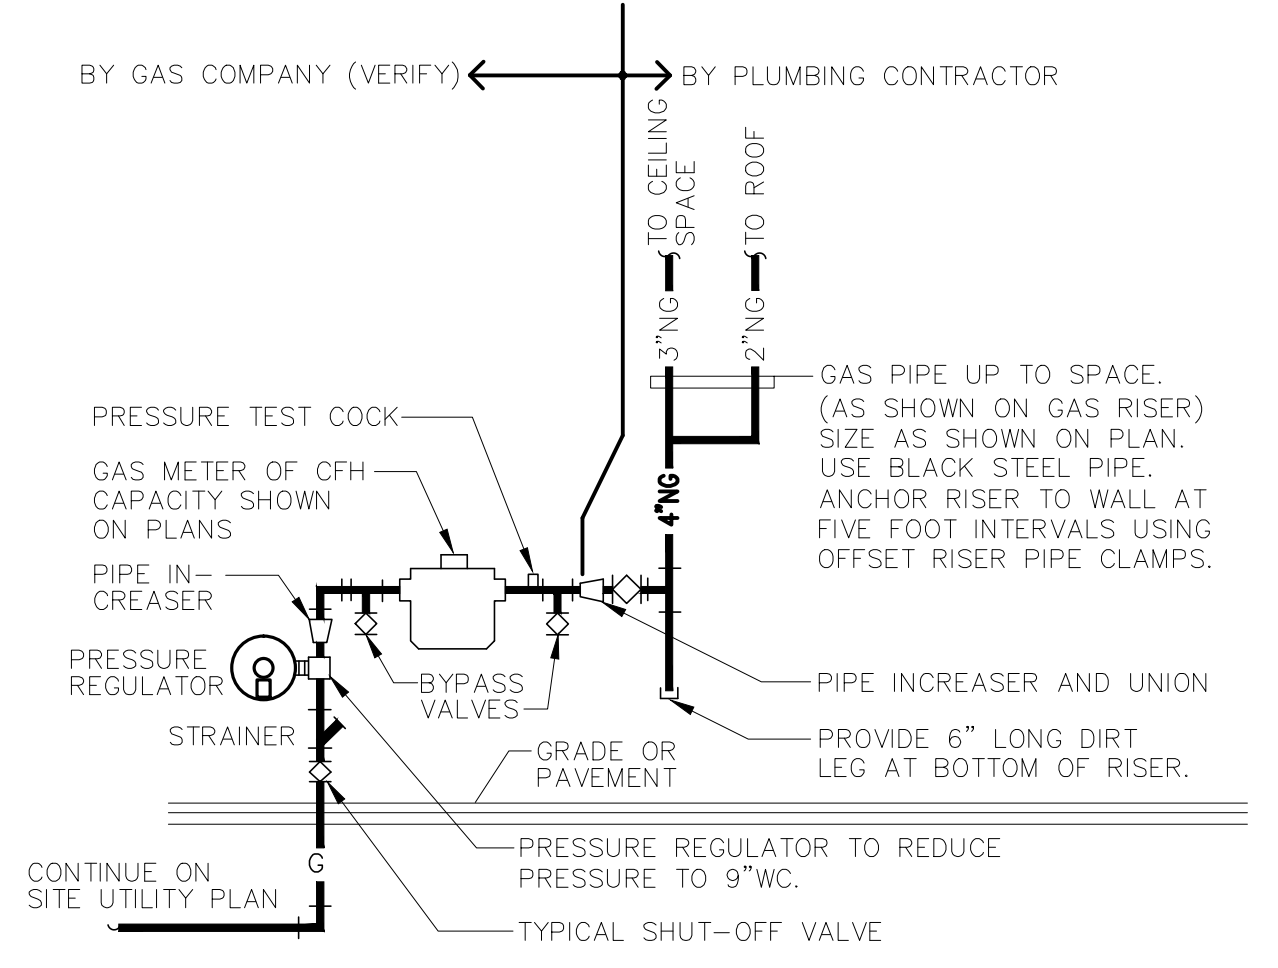 BY GAS COMPANY (VERIFY)
BY PLUMBING CONTRACTOR
TO CEILING
SPACE
TO ROOF
3"NG
2"NG
GAS PIPE UP TO SPACE.
(AS SHOWN ON GAS RISER)
SIZE AS SHOWN ON PLAN.
USE BLACK STEEL PIPE.
ANCHOR RISER TO WALL AT
FIVE FOOT INTERVALS USING
OFFSET RISER PIPE CLAMPS.
4"NG
PRESSURE TEST COCK
GAS METER OF CFH
CAPACITY SHOWN
ON PLANS
PIPE IN-
CREASER
PRESSURE
REGULATOR
STRAINER
BYPASS
VALVES
PIPE INCREASER AND UNION
PROVIDE 6" LONG DIRT
LEG AT BOTTOM OF RISER.
GRADE OR
PAVEMENT
PRESSURE REGULATOR TO REDUCE
PRESSURE TO 9"WC.
G
CONTINUE ON
SITE UTILITY PLAN
TYPICAL SHUT-OFF VALVE